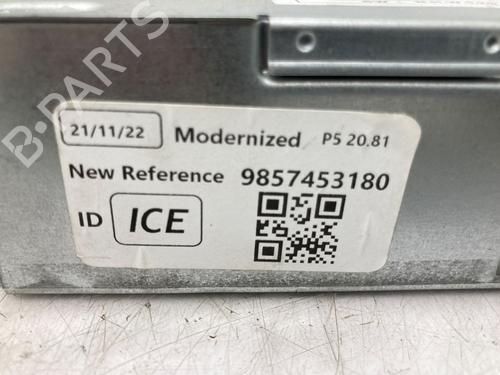 B-PARTS
21/11/22 Modernized P5 20.81
New Reference 9857453180
ID ICE